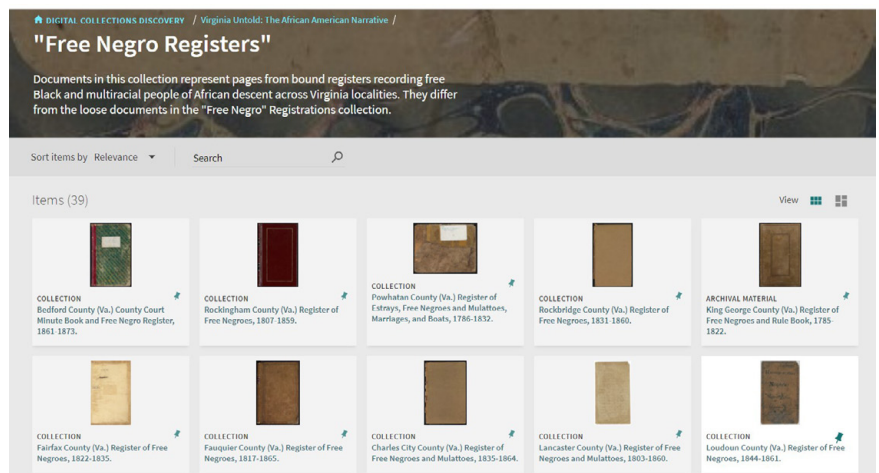 DIGITAL COLLECTIONS DISCOVERY / Virginia Untold: The African American Narrative /
"Free Negro Registers"
Documents in this collection represent pages from bound registers recording free
Black and multiracial people of African descent across Virginia localities. They differ
from the loose documents in the "Free Negro" Registrations collection.
Sort items by Relevance Search
Items (39) View
COLLECTION
Bedford County (Va.) County Court
Minute Book and Free Negro Register,
1861-1873.
COLLECTION
Rockingham County (Va.) Register of
Free Negroes, 1807-1859.
COLLECTION
Powhatan County (Va.) Register of
Estrays, Free Negroes and Mulattoes,
Marriages, and Boats, 1786-1832.
COLLECTION
Rockbridge County (Va.) Register of
Free Negroes, 1831-1860.
ARCHIVAL MATERIAL
King George County (Va.) Register of
Free Negroes and Rule Book, 1785-
1822.
COLLECTION
Fairfax County (Va.) Register of Free
Negroes, 1822-1835.
COLLECTION
Fauquier County (Va.) Register of Free
Negroes, 1817-1865.
COLLECTION
Charles City County (Va.) Register of
Free Negroes and Mulattoes, 1835-1864.
COLLECTION
Lancaster County (Va.) Register of Free
Negroes and Mulattoes, 1803-1860.
COLLECTION
Loudoun County (Va.) Register of Free
Negroes, 1844-1861.